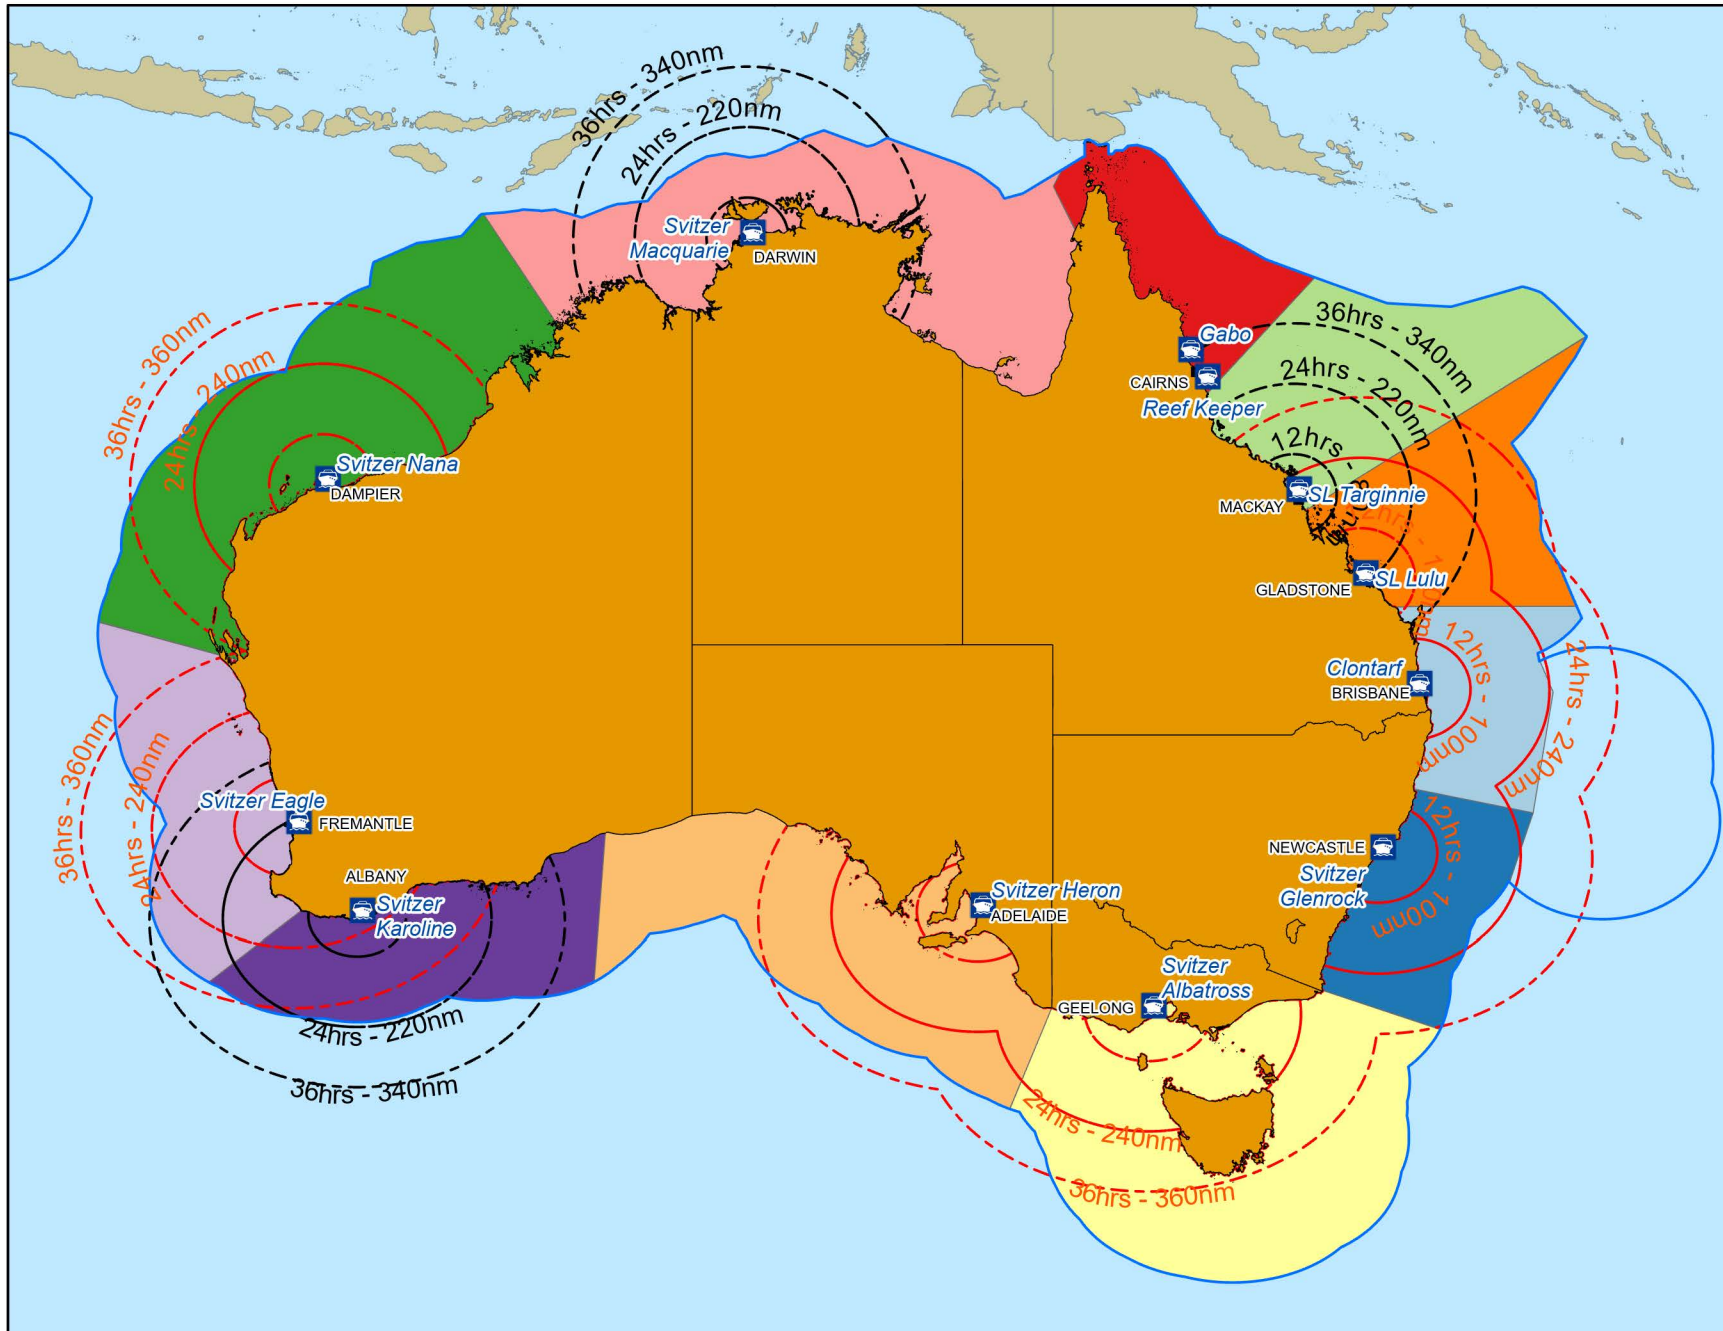 36hrs - 340nm
24hrs - 220nm
Svitzer
Macquarie
DARWIN
36hrs - 360nm
24hrs - 240nm
Svitzer Nana
DAMPIER
Gabo
CAIRNS
Reef Keeper
36hrs - 340nm
24hrs - 220nm
12hrs -
MACKAY
SL Targinnie
GLADSTONE
SL Lulu
Clontarf
BRISBANE
12hrs - 100nm
24hrs - 240nm
36hrs - 360nm
24hrs - 240nm
Svitzer Eagle
FREMANTLE
ALBANY
Svitzer
Karoline
24hrs - 220nm
36hrs - 340nm
Svitzer Heron
ADELAIDE
NEWCASTLE
Svitzer
Glenrock
12hrs - 100nm
Svitzer
Albatross
GEELONG
24hrs - 240nm
36hrs - 360nm